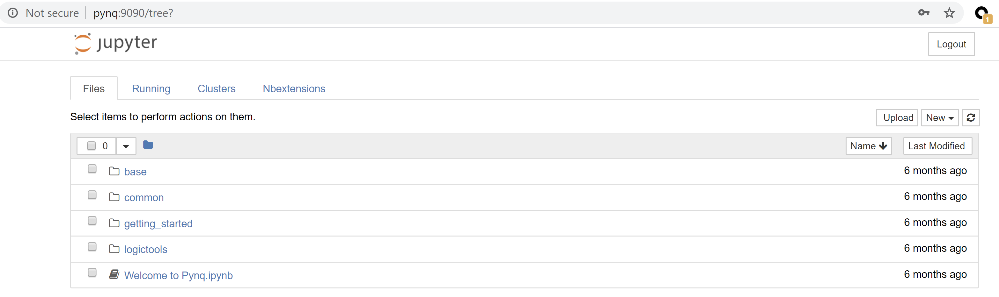 Not secure pynq:9090/tree?
1
jupyter
Logout
Files Running Clusters Nbextensions
Select items to perform actions on them.
Upload New
0 Name Last Modified
base 6 months ago
common 6 months ago
getting_started 6 months ago
logictools 6 months ago
Welcome to Pynq.ipynb 6 months ago